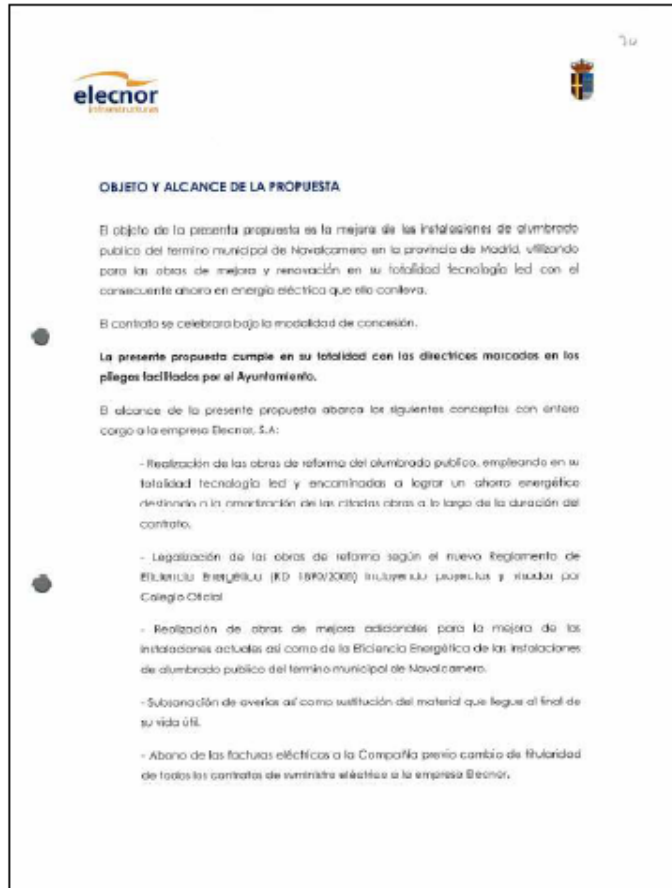 elecnor
infraestructuras
OBJETO Y ALCANCE DE LA PROPUESTA
El objeto de la presenta propuesta es la mejora de las instalaciones de alumbrado
publico del termino municipal de Navalcarnero en la provincia de Madrid, utilizando
para las obras de mejora y renovación en su totalidad tecnología led con el
consecuente ahorro en energía eléctrica que ello conlleva.
El contrato se celebrara bajo la modalidad de concesión.
La presente propuesta cumple en su totalidad con las directrices marcadas en los
pliegos facilitados por el Ayuntamiento.
El alcance de la presente propuesta abarca los siguientes conceptos con entero
cargo a la empresa Elecnor, S.A:
- Realización de las obras de reforma del alumbrado publico, empleando en su
totalidad tecnología led y encaminadas a lograr un ahorro energético
destinado a la amortización de las citadas obras a lo largo de la duración del
contrato.
- Legalización de las obras de reforma según el nuevo Reglamento de
Eficiencia Energética (RD 1890/2008) incluyendo proyectos y visados por
Colegio Oficial
- Realización de obras de mejora adicionales para la mejora de las
instalaciones actuales así como de la Eficiencia Energética de las instalaciones
de alumbrado publico del termino municipal de Navalcarnero.
- Subsanación de averías así como sustitución del material que llegue al final de
su vida útil.
- Abono de las facturas eléctricas a la Compañía previo cambio de titularidad
de todos los contratos de suministro eléctrico a la empresa Elecnor.